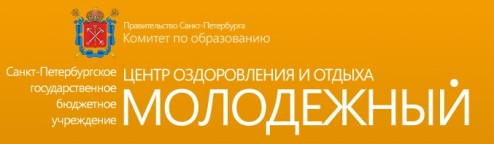 Правительство Санкт-Петербурга
Комитет по образованию
Санкт-Петербургское
государственное
бюджетное
учреждение
ЦЕНТР ОЗДОРОВЛЕНИЯ И ОТДЫХА
МОЛОДЕЖНЫЙ